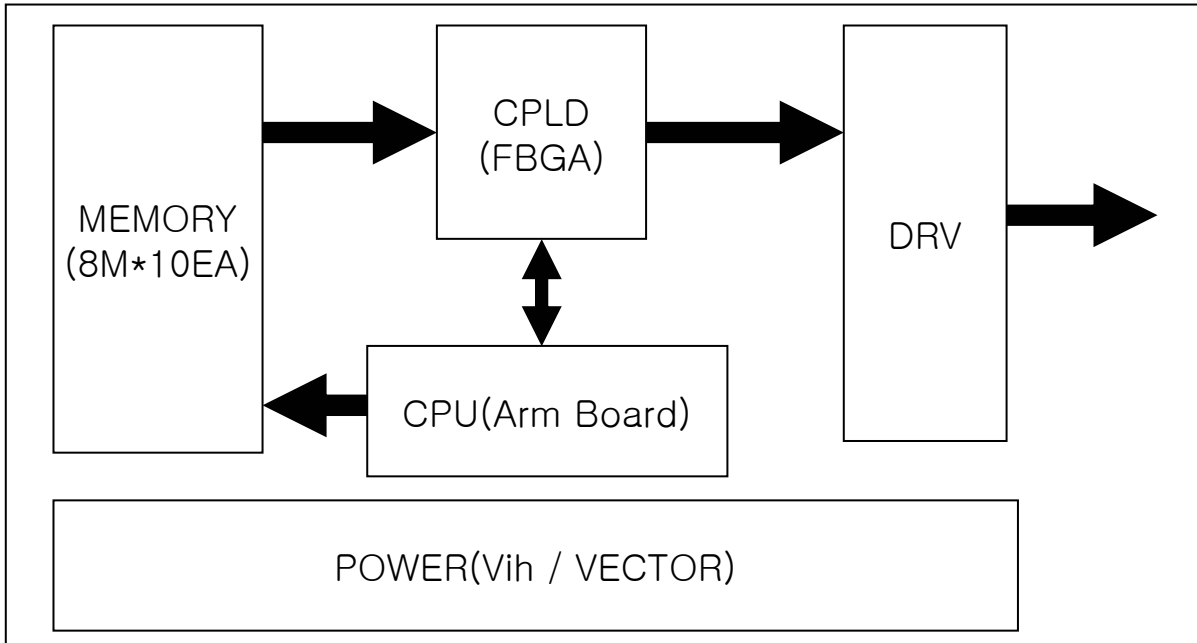 CPLD
(FBGA)
MEMORY
(8M*10EA)
DRV
CPU(Arm Board)
POWER(Vih / VECTOR)